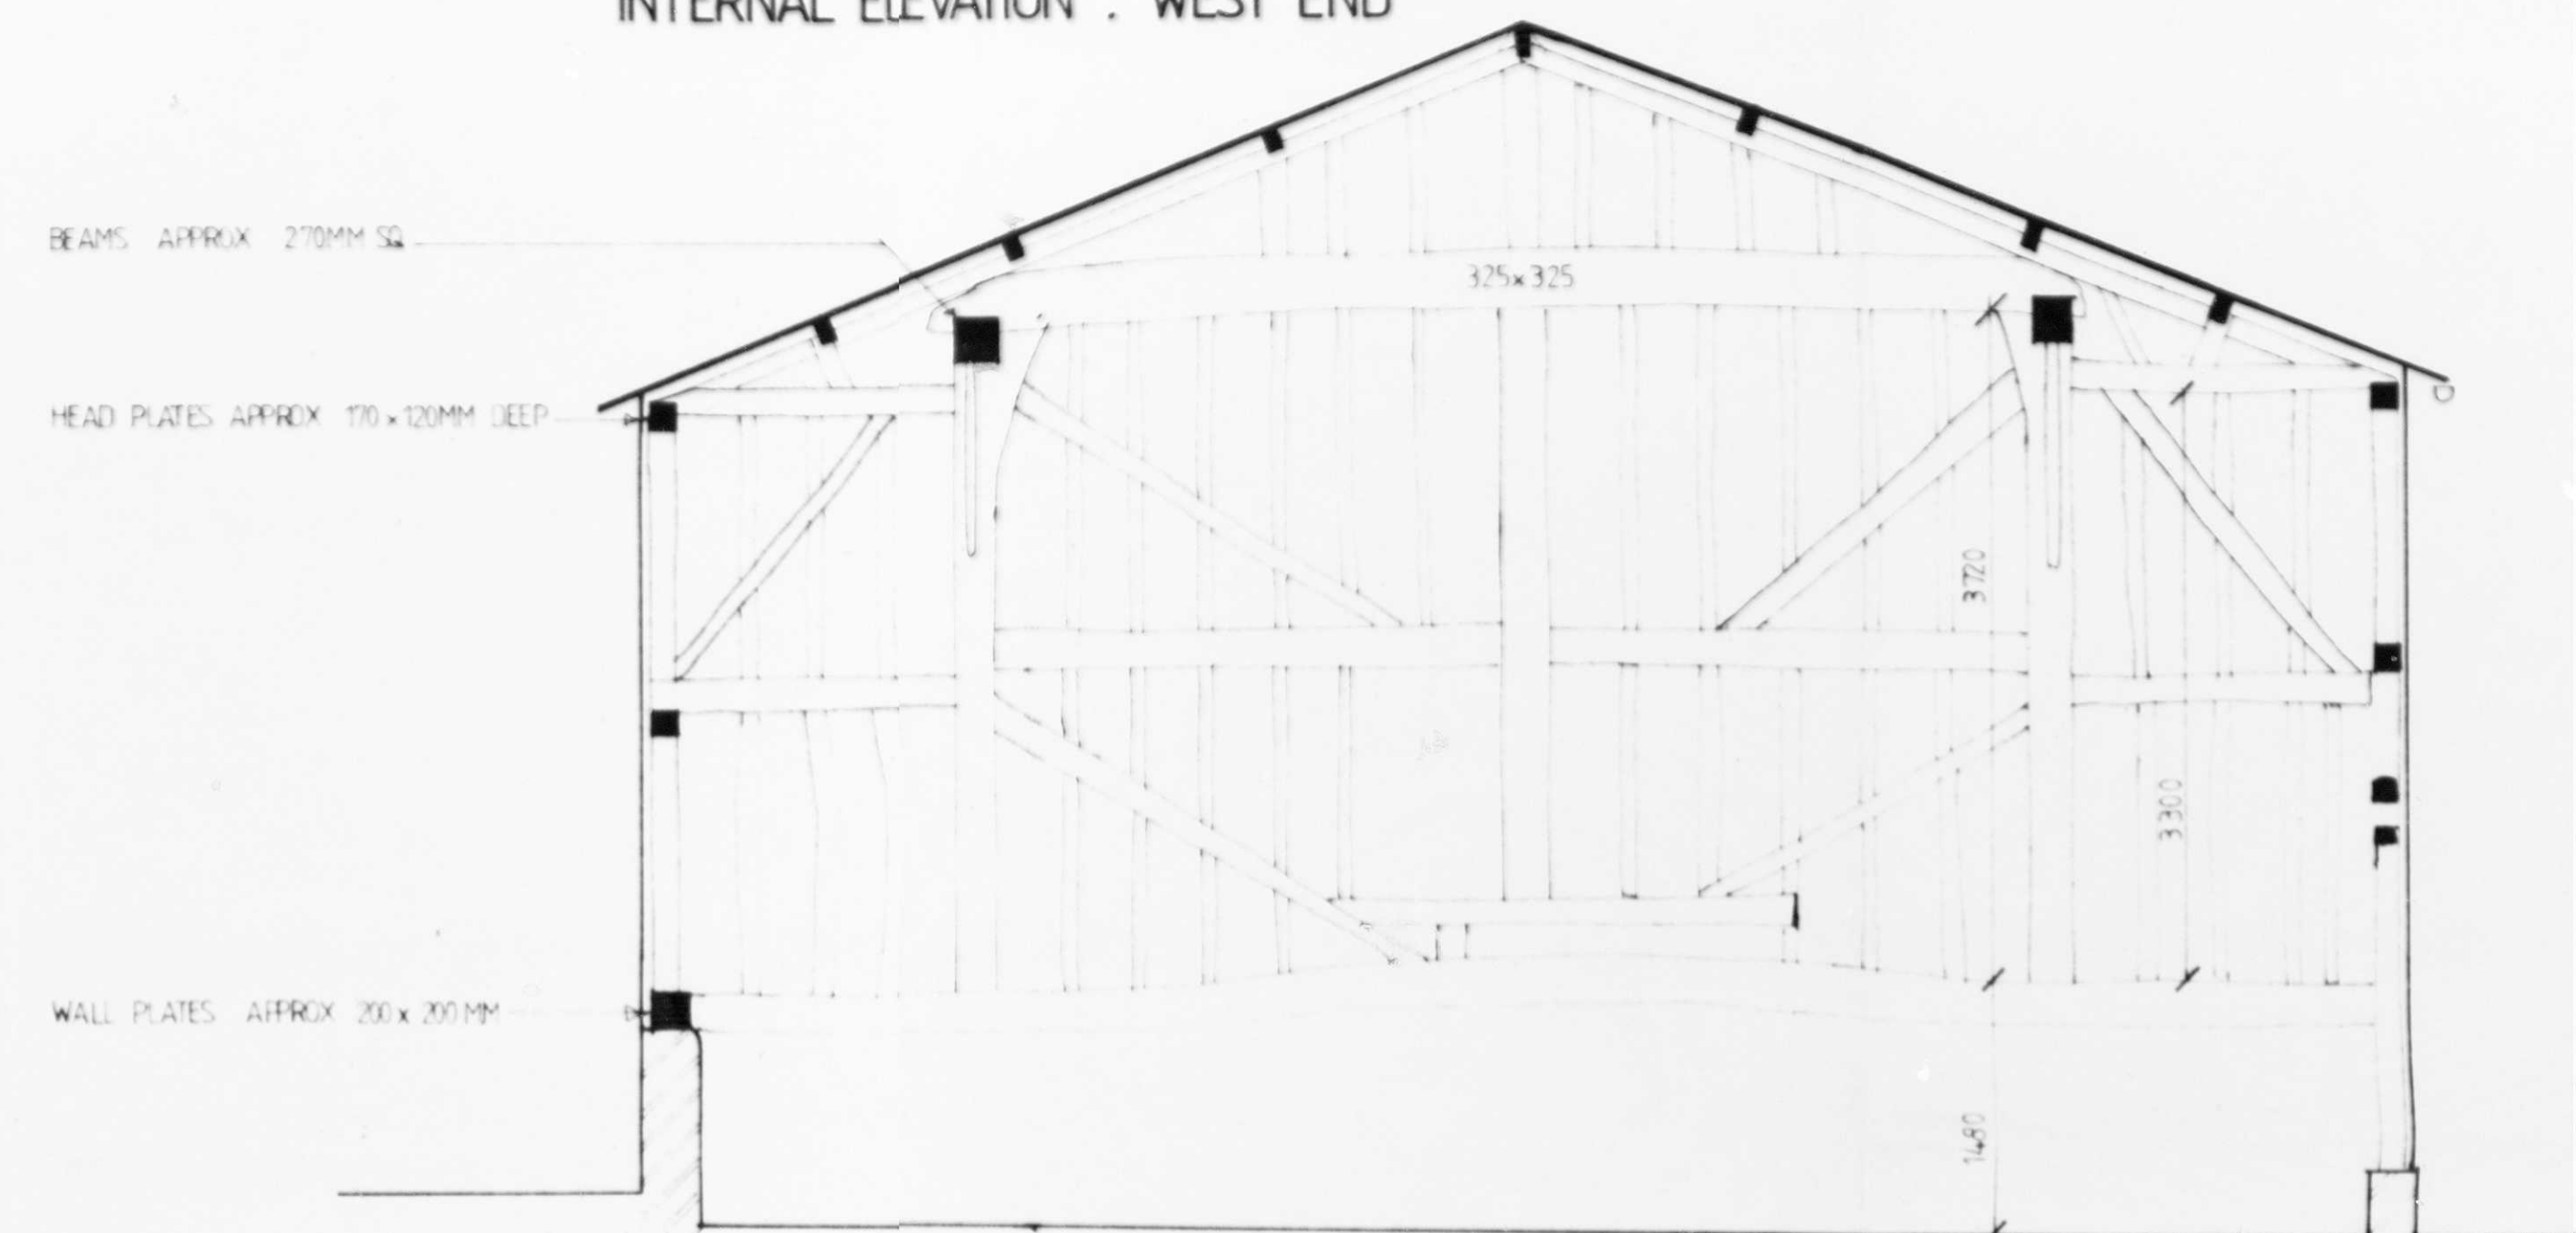 INTERNAL ELEVATION . WEST END
BEAMS APPROX 270MM SQ
325x325
HEAD PLATES APPROX 170 x 120MM DEEP
3720
3300
WALL PLATES APPROX 200 x 200 MM
1480